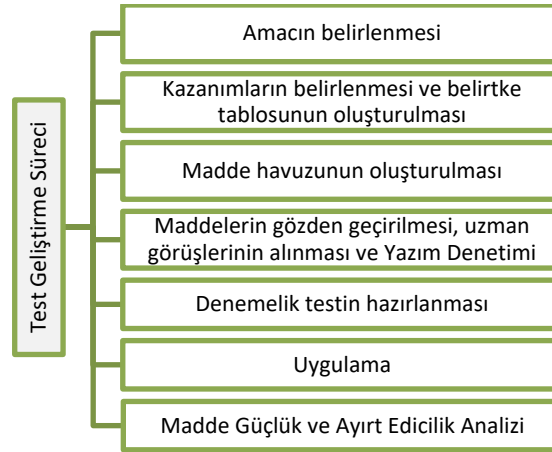 Test Geliştirme Süreci
Amacın belirlenmesi
Kazanımların belirlenmesi ve belirtke
tablosunun oluşturulması
Madde havuzunun oluşturulması
Maddelerin gözden geçirilmesi, uzman
görüşlerinin alınması ve Yazım Denetimi
Denemelik testin hazırlanması
Uygulama
Madde Güçlük ve Ayırt Edicilik Analizi